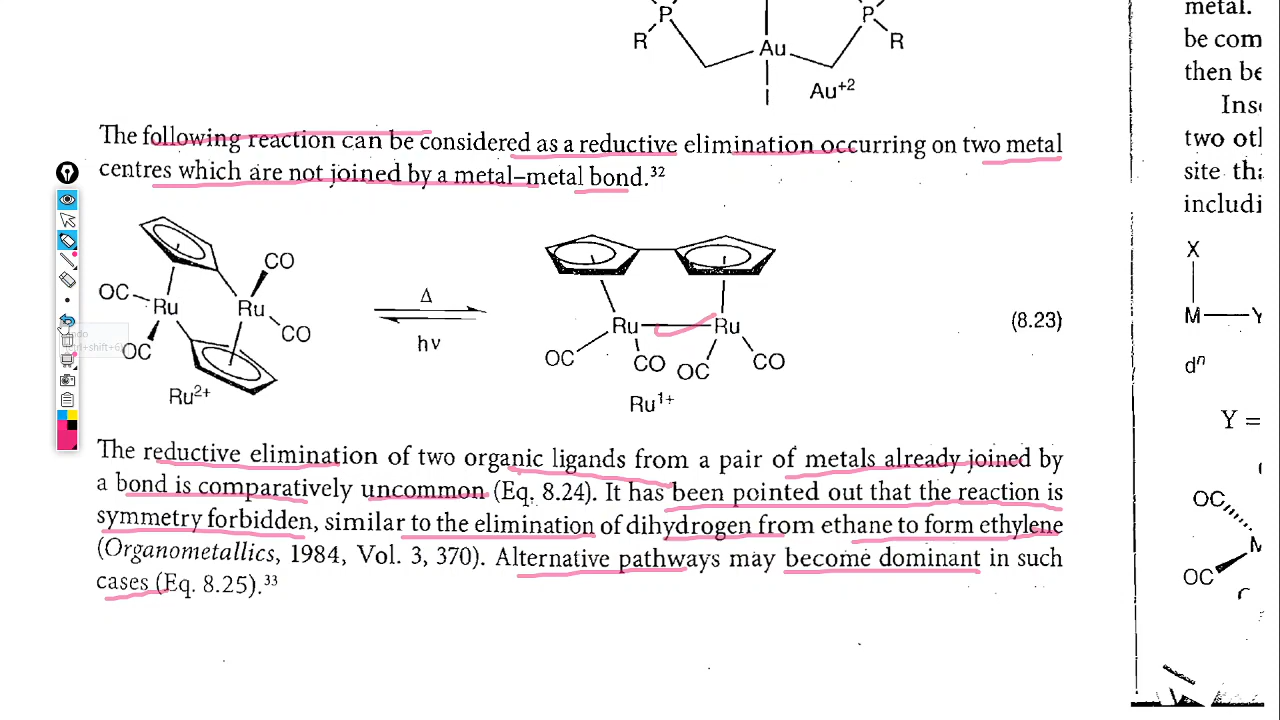 P
P
R
Au
R
Au+2
I
The following reaction can be considered as a reductive elimination occurring on two metal
centres which are not joined by a metal–metal bond.32
CO
OC
Ru
Ru
CO
OC
Ru2+
Δ
hν
Ru
Ru
OC
CO
OC
CO
Ru1+
(8.23)
The reductive elimination of two organic ligands from a pair of metals already joined by
a bond is comparatively uncommon (Eq. 8.24). It has been pointed out that the reaction is
symmetry forbidden, similar to the elimination of dihydrogen from ethane to form ethylene
(Organometallics, 1984, Vol. 3, 370). Alternative pathways may become dominant in such
cases (Eq. 8.25).33
metal.
be com
then be
Inse
two otl
site tha
includi
X
M
Y
dn
Y =
OC
M
OC